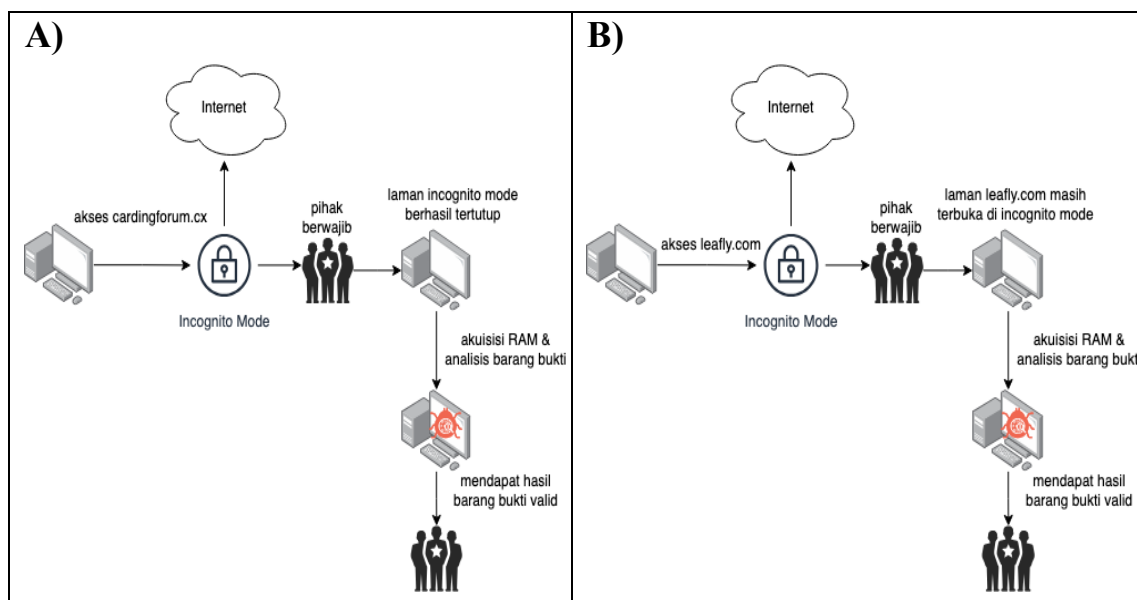 A)
Internet
akses cardingforum.cx
pihak
berwajib
laman incognito mode
berhasil tertutup
Incognito Mode
akuisisi RAM &
analisis barang bukti
mendapat hasil
barang bukti valid
B)
Internet
akses leafly.com
pihak
berwajib
laman leafly.com masih
terbuka di incognito mode
Incognito Mode
akuisisi RAM &
analisis barang bukt
mendapat hasil
barang bukti valid